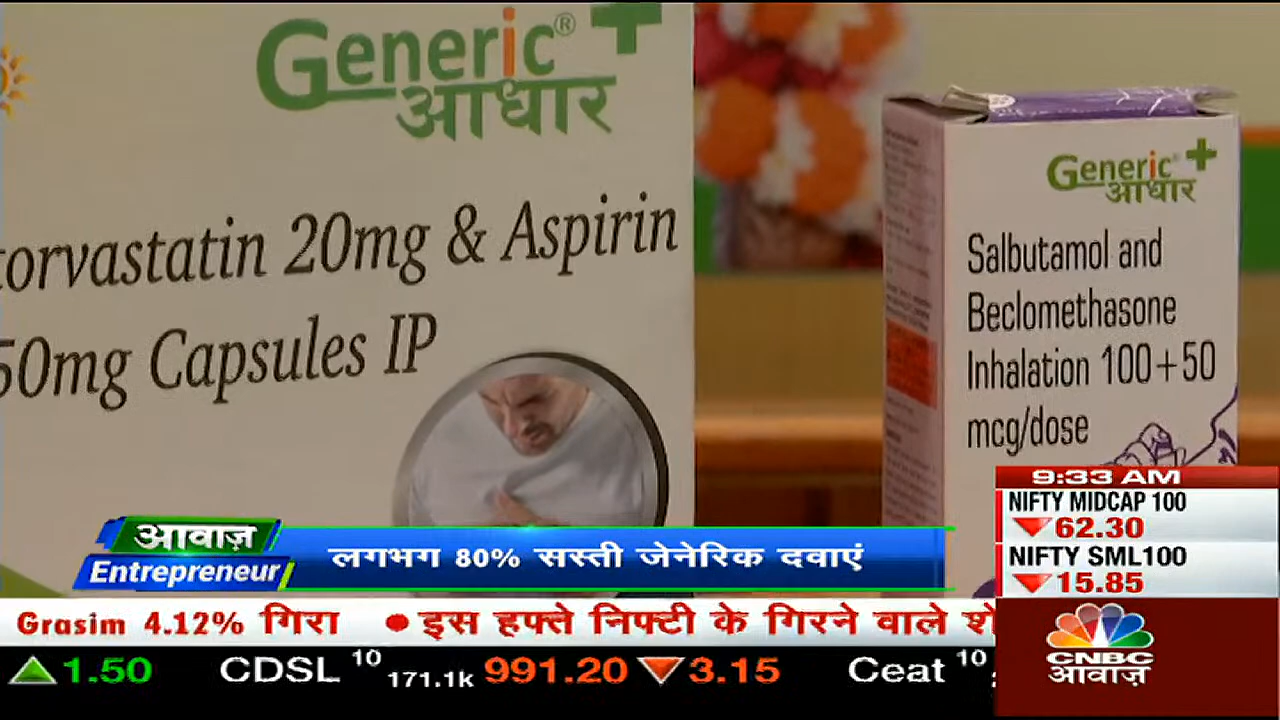 Generic®
आधार
torvastatin 20mg & Aspirin
50mg Capsules IP
Generic®
आधार
Salbutamol and
Beclomethasone
Inhalation 100+50
mcg/dose
9:33 AM
NIFTY MIDCAP 100
62.30
NIFTY SML100
15.85
आवाज़
Entrepreneur
लगभग 80% सस्ती जेनेरिक दवाएं
Grasim 4.12% गिरा •इस हफ्ते निफ्टी के गिरने वाले शे
1.50 CDSL 10 171.1k 991.20 3.15 Ceat 10
CNBC
आवाज़